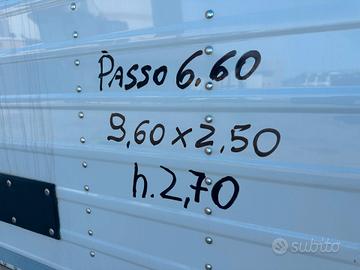 PASSO 6.60
9,60 x 2,50
h. 2,70
subito